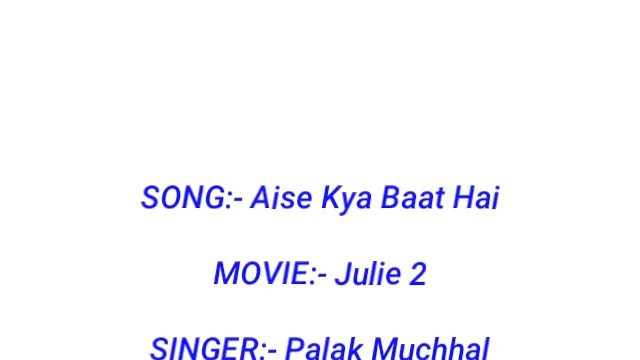 SONG:- Aise Kya Baat Hai
MOVIE:- Julie 2
SINGER:- Palak Muchhal